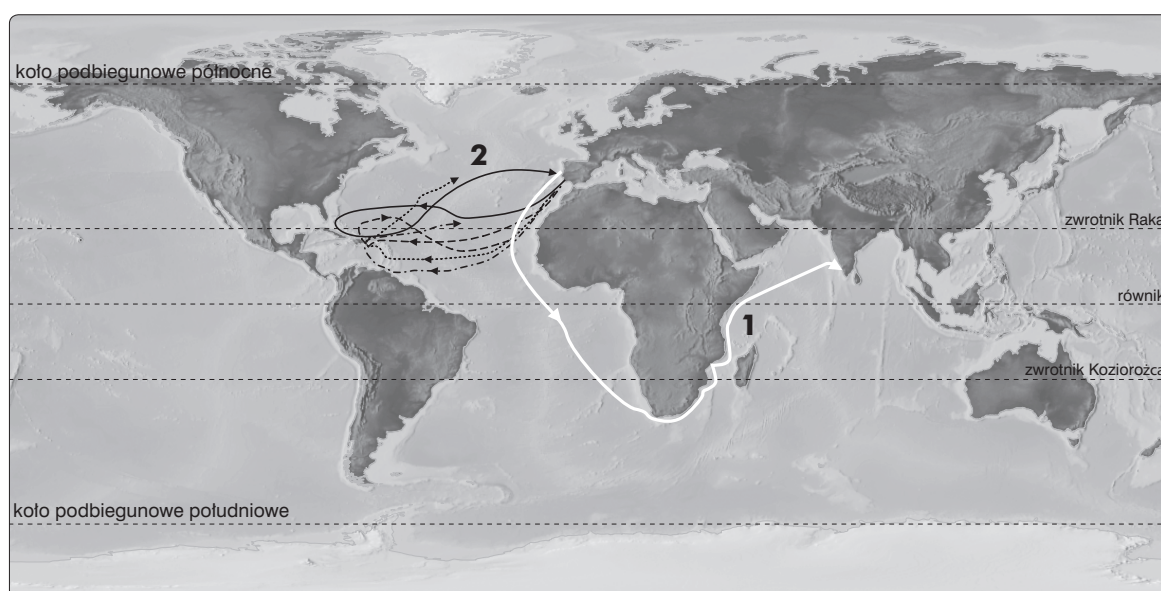 koło podbiegunowe północne
2
zwrotnik Raka
równik
1
zwrotnik Koziorożca
koło podbiegunowe południowe